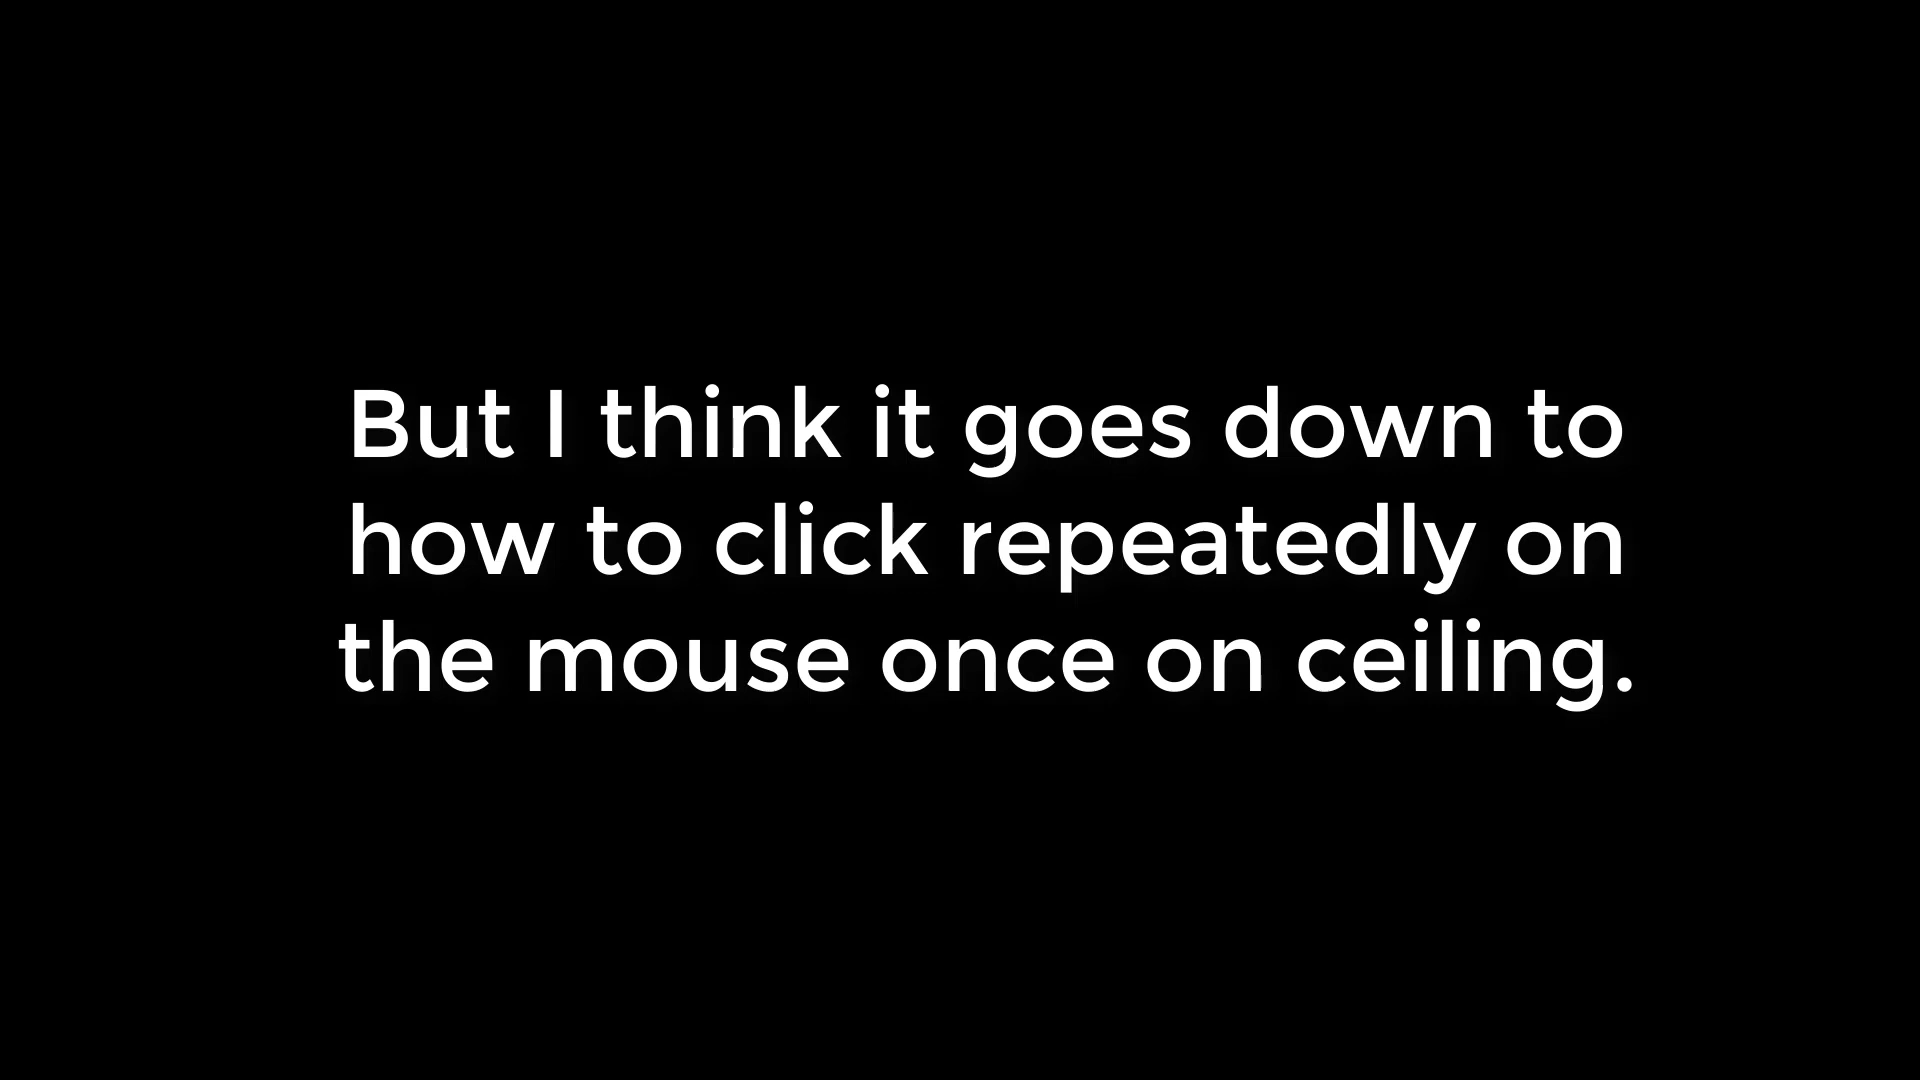 But I think it goes down to
how to click repeatedly on
the mouse once on ceiling.